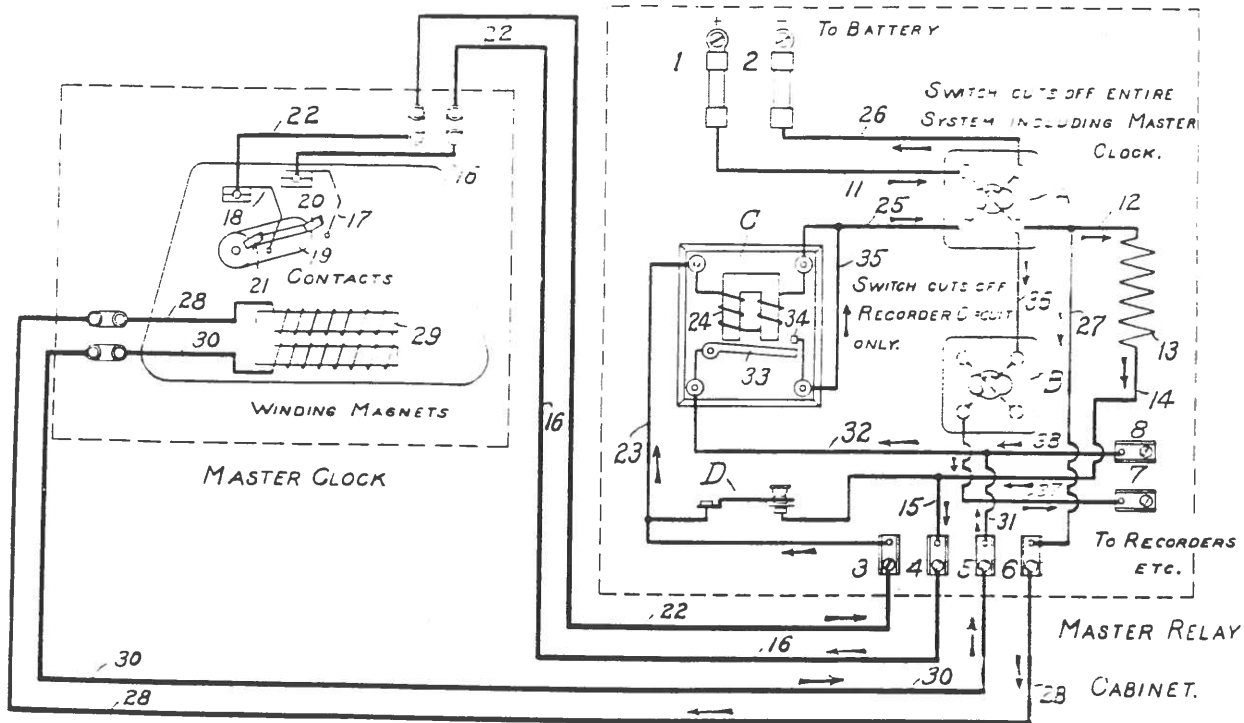 22
+
-
1
2
TO BATTERY
22
SWITCH CUTS OFF ENTIRE
SYSTEM INCLUDING MASTER
CLOCK.
26
11
16
18
20
17
19
21
CONTACTS
C
25
12
35
SWITCH CUTS OFF
RECORDER CIRCUIT
ONLY.
24
34
33
36
27
13
B
14
28
30
29
WINDING MAGNETS
MASTER CLOCK
16
23
32
38
8
7
37
D
15
31
3
4
5
6
TO RECORDERS
ETC.
22
16
30
30
28
28
MASTER RELAY
CABINET.